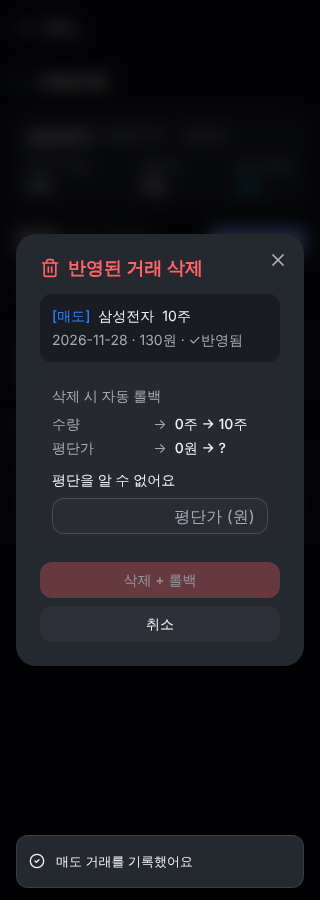 반영된 거래 삭제
[매도] 삼성전자 10주
2026-11-28 · 130원 · ✓반영됨
삭제 시 자동 롤백
수량 → 0주 → 10주
평단가 → 0원 → ?
평단을 알 수 없어요
평단가 (원)
삭제 + 롤백
취소
매도 거래를 기록했어요